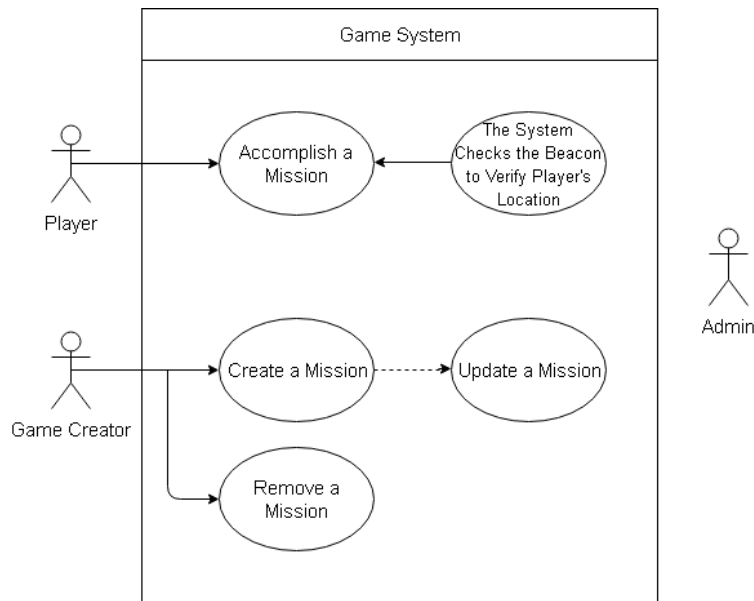 Game System
Accomplish a
Mission
The System
Checks the Beacon
to Verify Player's
Location
Player
Admin
Create a Mission
Update a Mission
Game Creator
Remove a
Mission